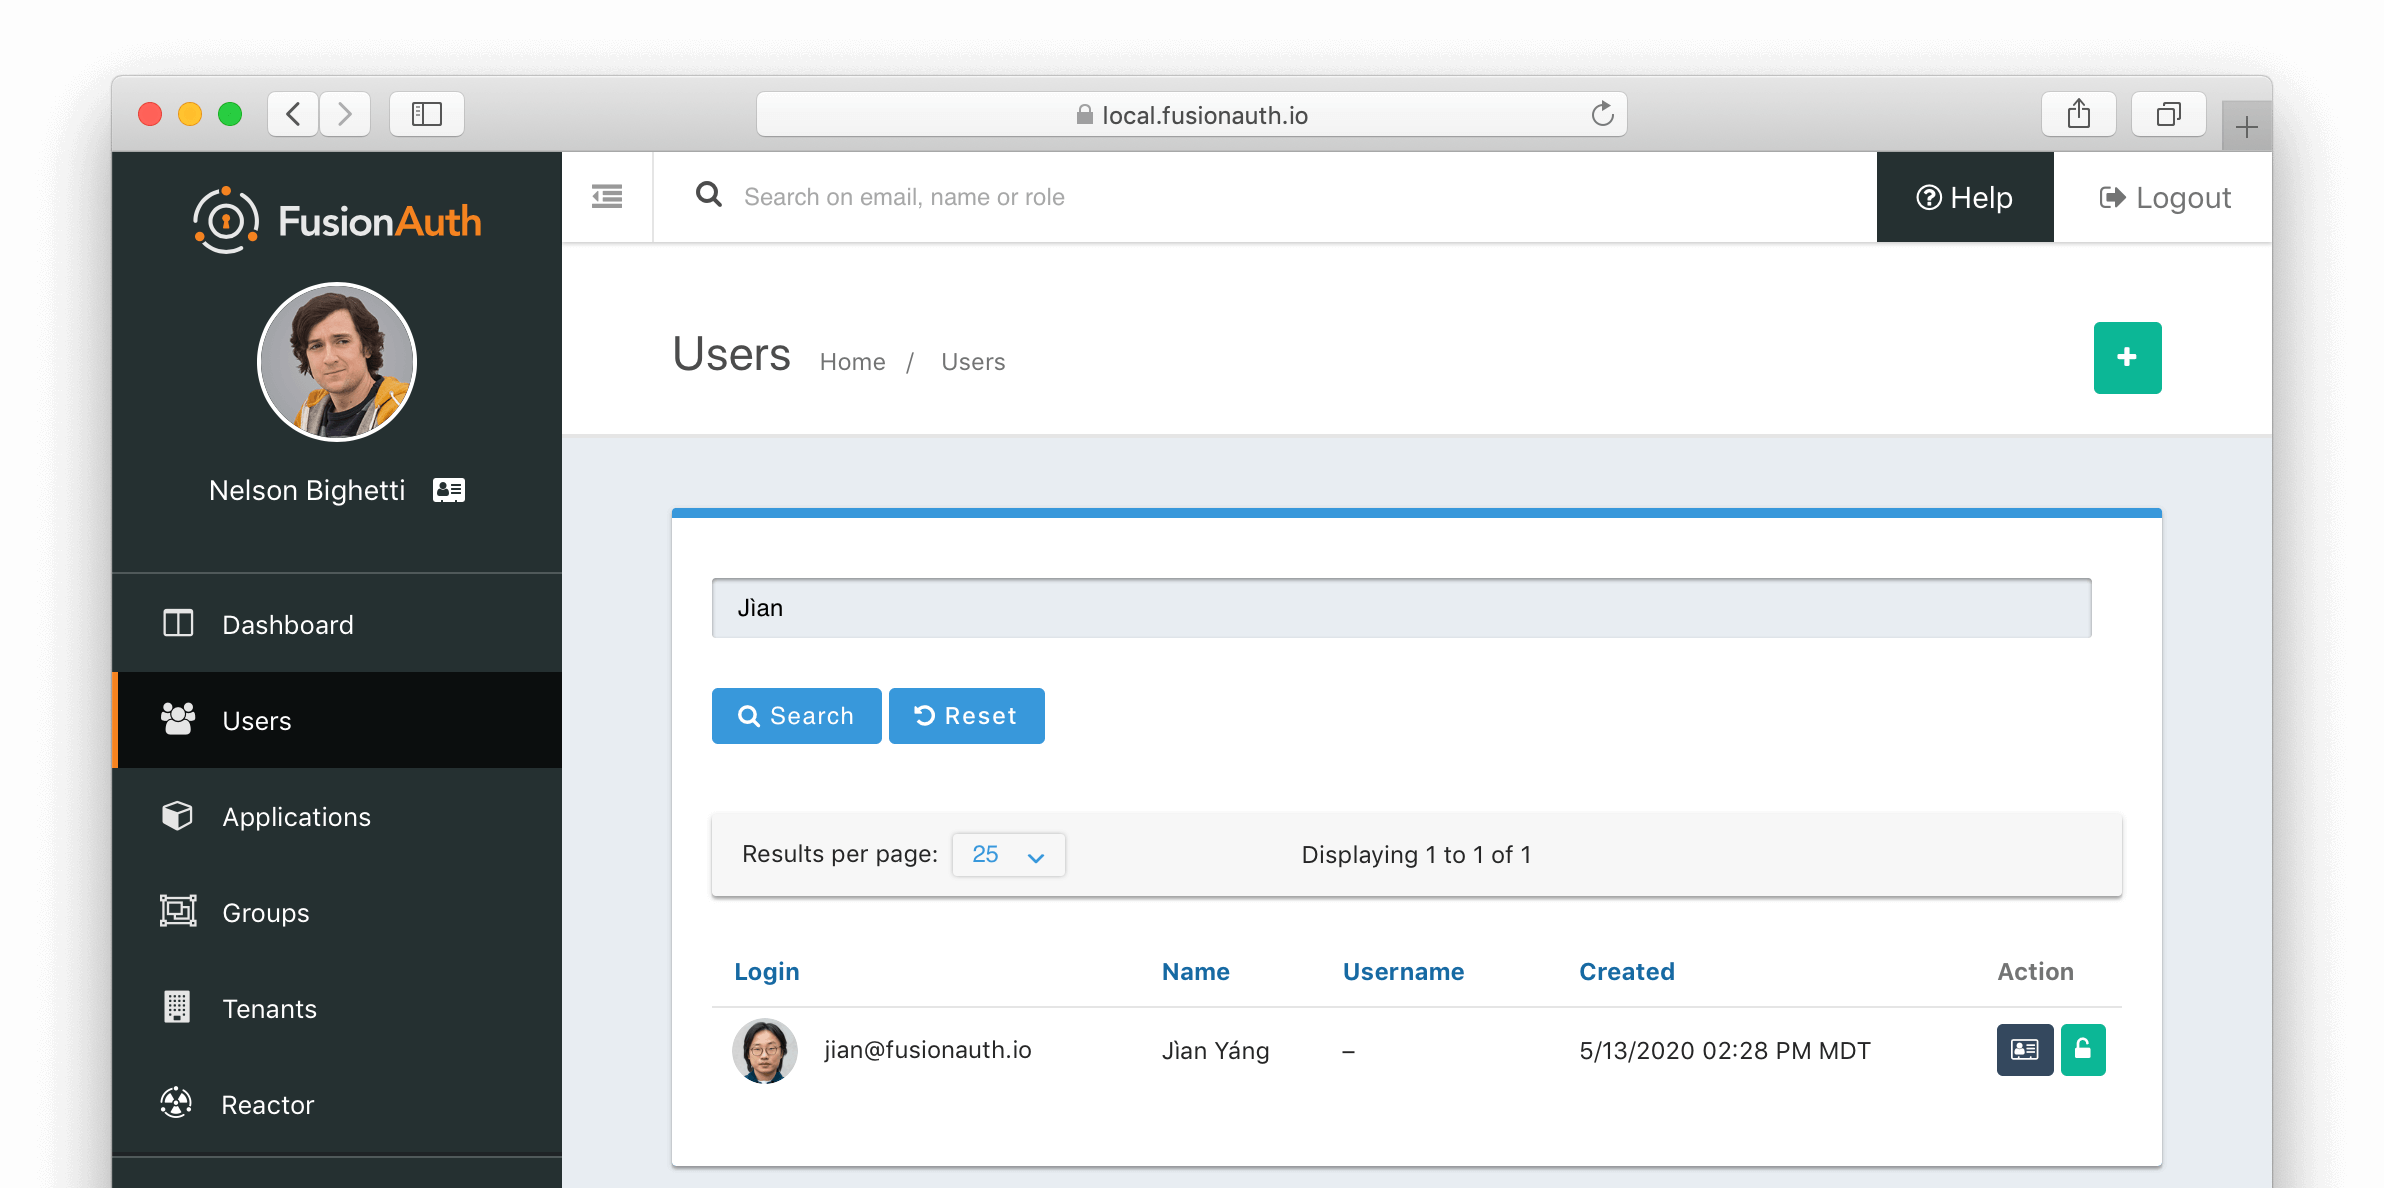 local.fusionauth.io
FusionAuth
Search on email, name or role
Help
Logout
Nelson Bighetti
Dashboard
Users
Applications
Groups
Tenants
Reactor
Users
Home / Users
Jìan
Search
Reset
Results per page: 25
Displaying 1 to 1 of 1
Login Name Username Created Action
jian@fusionauth.io Jìan Yáng – 5/13/2020 02:28 PM MDT